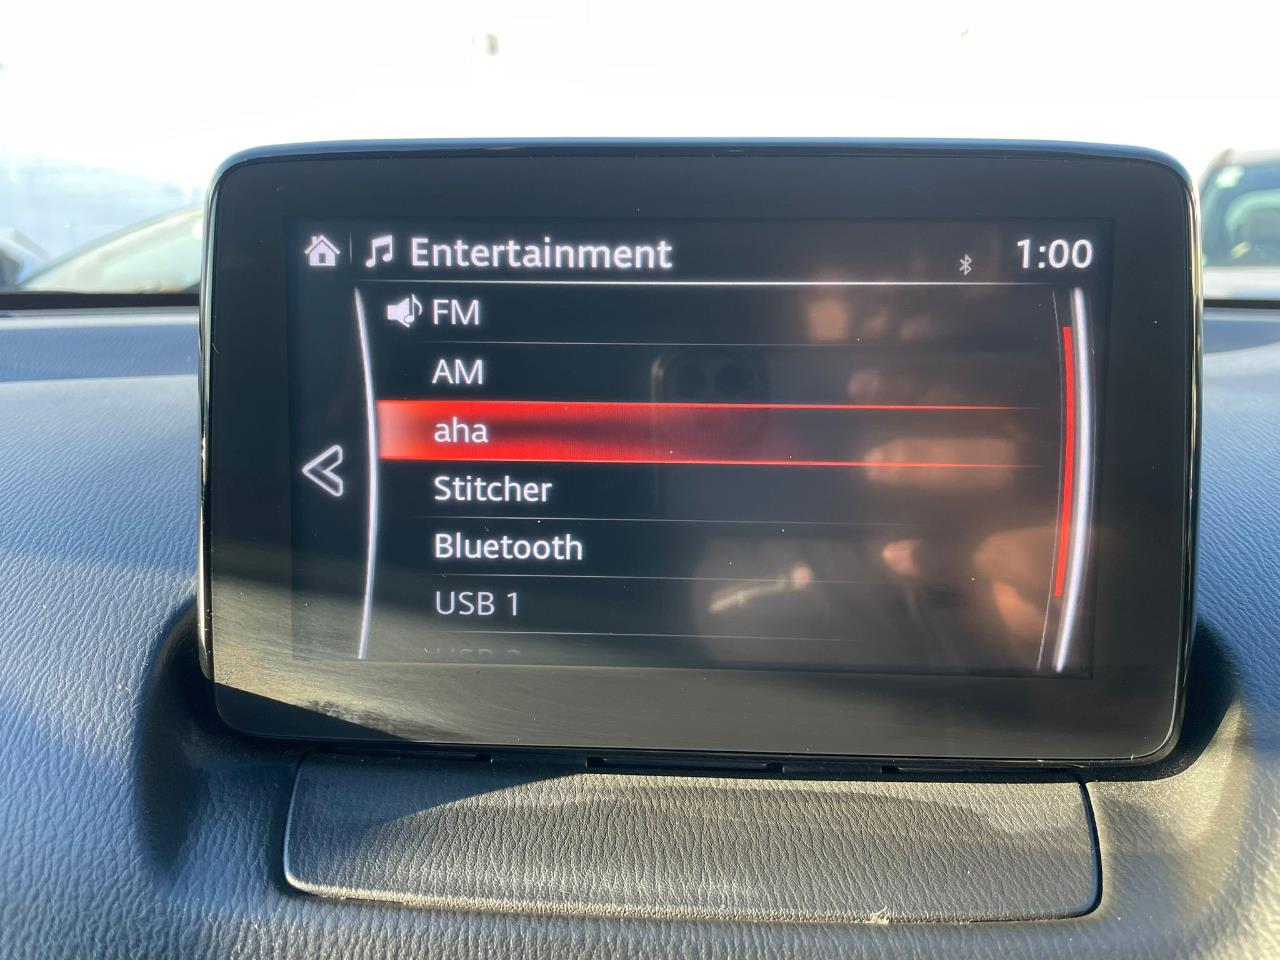 Entertainment 1:00
FM
AM
aha
Stitcher
Bluetooth
USB 1